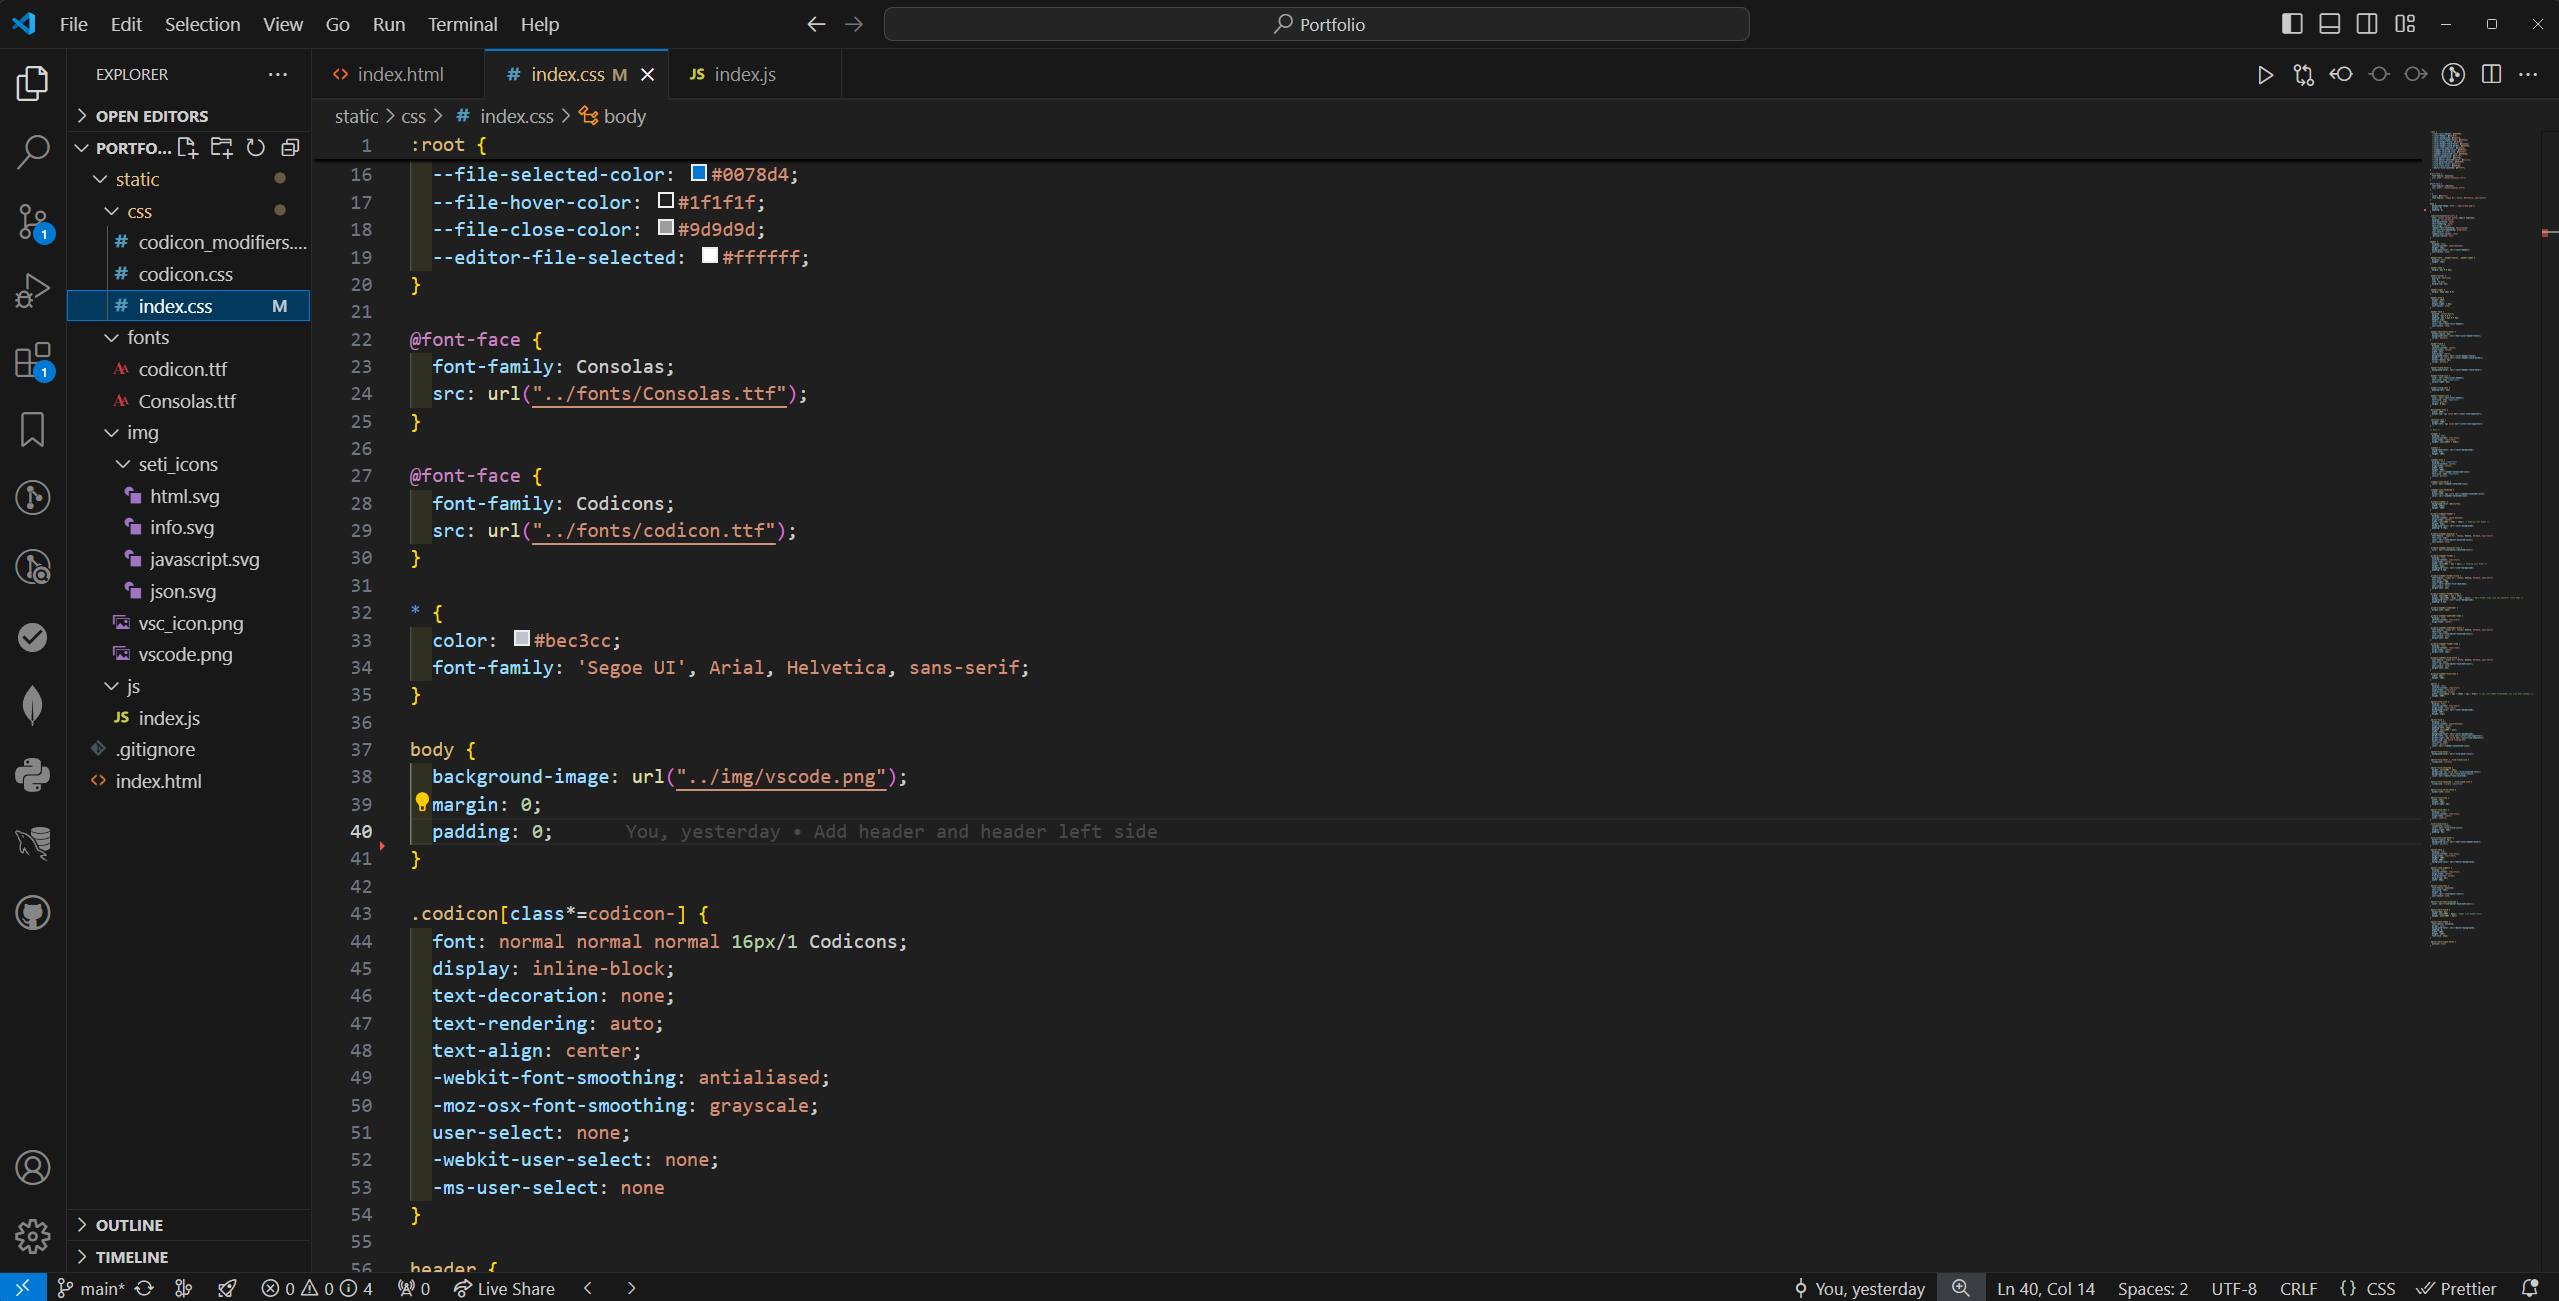 File Edit Selection View Go Run Terminal Help
Portfolio
EXPLORER
index.html
# index.css M
JS index.js
OPEN EDITORS
static > css > # index.css > body
PORTFO...
static
css
# codicon_modifiers....
# codicon.css
# index.css M
fonts
codicon.ttf
Consolas.ttf
img
seti_icons
html.svg
info.svg
javascript.svg
json.svg
vsc_icon.png
vscode.png
js
JS index.js
.gitignore
index.html
OUTLINE
TIMELINE
1 :root {
16 --file-selected-color: #0078d4;
17 --file-hover-color: #1f1f1f;
18 --file-close-color: #9d9d9d;
19 --editor-file-selected: #ffffff;
20 }
21
22 @font-face {
23 font-family: Consolas;
24 src: url("../fonts/Consolas.ttf");
25 }
26
27 @font-face {
28 font-family: Codicons;
29 src: url("../fonts/codicon.ttf");
30 }
31
32 * {
33 color: #bec3cc;
34 font-family: 'Segoe UI', Arial, Helvetica, sans-serif;
35 }
36
37 body {
38 background-image: url("../img/vscode.png");
39 margin: 0;
40 padding: 0; You, yesterday • Add header and header left side
41 }
42
43 .codicon[class*=codicon-] {
44 font: normal normal normal 16px/1 Codicons;
45 display: inline-block;
46 text-decoration: none;
47 text-rendering: auto;
48 text-align: center;
49 -webkit-font-smoothing: antialiased;
50 -moz-osx-font-smoothing: grayscale;
51 user-select: none;
52 -webkit-user-select: none;
53 -ms-user-select: none
54 }
55
56 header {
1
1
main* 0 0 4 0 Live Share You, yesterday Ln 40, Col 14 Spaces: 2 UTF-8 CRLF {} CSS Prettier